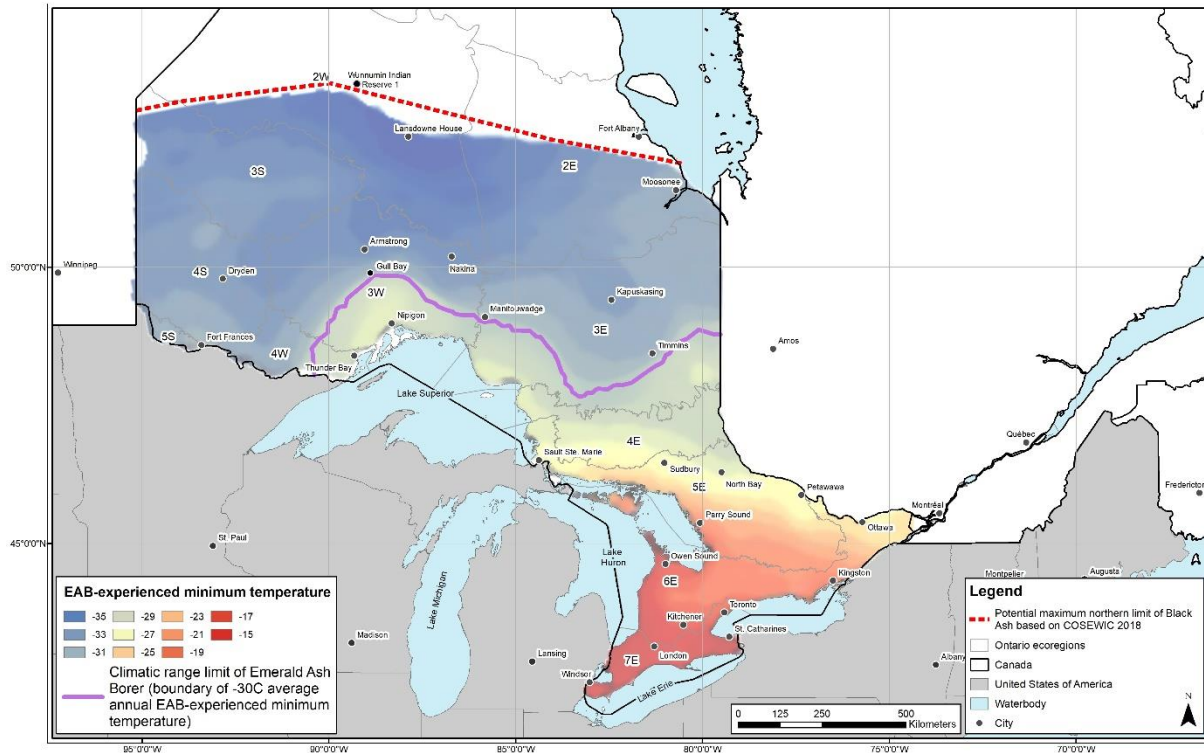 2W
Wunnumin Indian
Reserve 1
Lansdowne House
Fort Albany
3S
2E
Moosonee
Armstrong
50°0'0"N
Winnipeg
4S
Dryden
Gull Bay
Nakina
3W
Kapuskasing
Nipigon
Manitouwadge
3E
5S
Fort Frances
4W
Timmins
Amos
Thunder Bay
Lake Superior
4E
Québec
Sault Ste. Marie
Sudbury
5E
North Bay
Petawawa
Fredericton
Parry Sound
Montréal
Ottawa
45°0'0"N
St. Paul
Lake
Huron
Owen Sound
Kingston
Montpelier
Augusta
6E
Lake Michigan
Kitchener
Toronto
St. Catharines
Madison
Lansing
7E
London
Albany
Windsor
Lake Erie
EAB-experienced minimum temperature
-35 -29 -23 -17
-33 -27 -21 -15
-31 -25 -19
Climatic range limit of Emerald Ash
Borer (boundary of -30C average
annual EAB-experienced minimum
temperature)
0 125 250 500
Kilometers
Legend
Potential maximum northern limit of Black
Ash based on COSEWIC 2018
Ontario ecoregions
Canada
United States of America
Waterbody
City
N
95°0'0"W 90°0'0"W 85°0'0"W 80°0'0"W 75°0'0"W 70°0'0"W